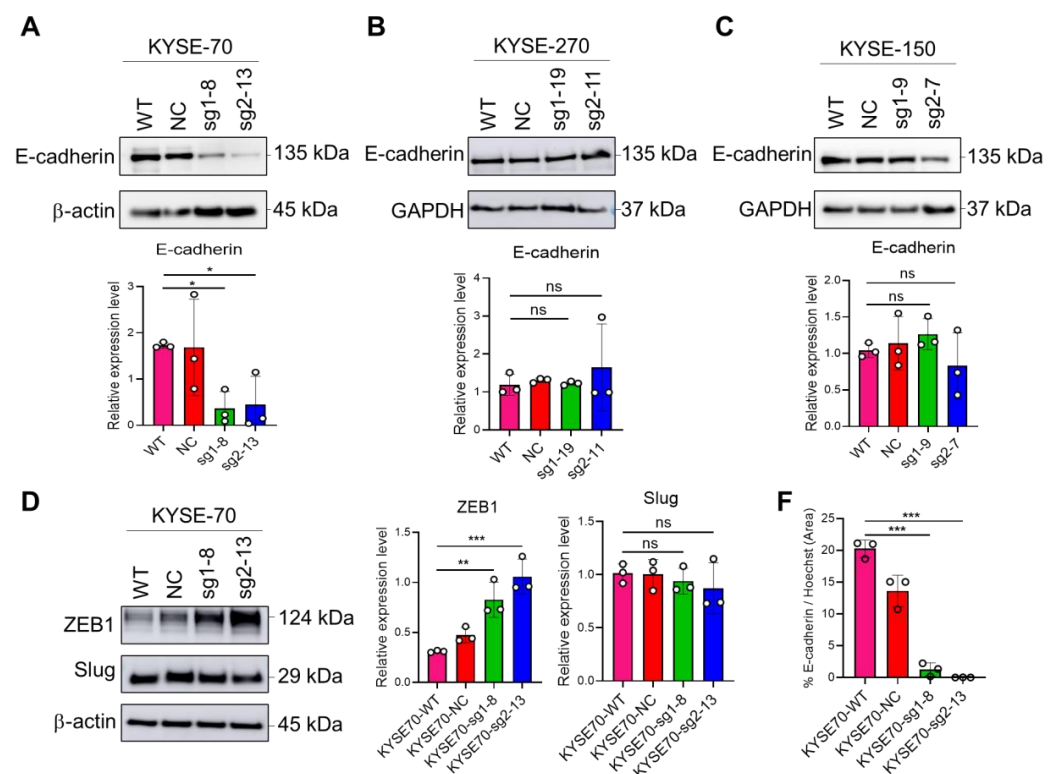 A
KYSE-70
WT NC sg1-8 sg2-13
E-cadherin 135 kDa
β-actin 45 kDa
E-cadherin
Relative expression level
3
2
1
0
*
*
WT NC sg1-8 sg2-13
B
KYSE-270
WT NC sg1-19 sg2-11
E-cadherin 135 kDa
GAPDH 37 kDa
E-cadherin
Relative expression level
4
3
2
1
0
ns
ns
WT NC sg1-19 sg2-11
C
KYSE-150
WT NC sg1-9 sg2-7
E-cadherin 135 kDa
GAPDH 37 kDa
E-cadherin
Relative expression level
2.0
1.5
1.0
0.5
0.0
ns
ns
WT NC sg1-9 sg2-7
D
KYSE-70
WT NC sg1-8 sg2-13
ZEB1 124 kDa
Slug 29 kDa
β-actin 45 kDa
ZEB1
Relative expression level
1.5
1.0
0.5
0.0
***
**
KYSE70-WT KYSE70-NC KYSE70-sg1-8 KYSE70-sg2-13
Slug
Relative expression level
1.5
1.0
0.5
0.0
ns
ns
KYSE70-WT KYSE70-NC KYSE70-sg1-8 KYSE70-sg2-13
F
% E-cadherin / Hoechst (Area)
25
20
15
10
5
0
***
***
KYSE70-WT KYSE70-NC KYSE70-sg1-8 KYSE70-sg2-13